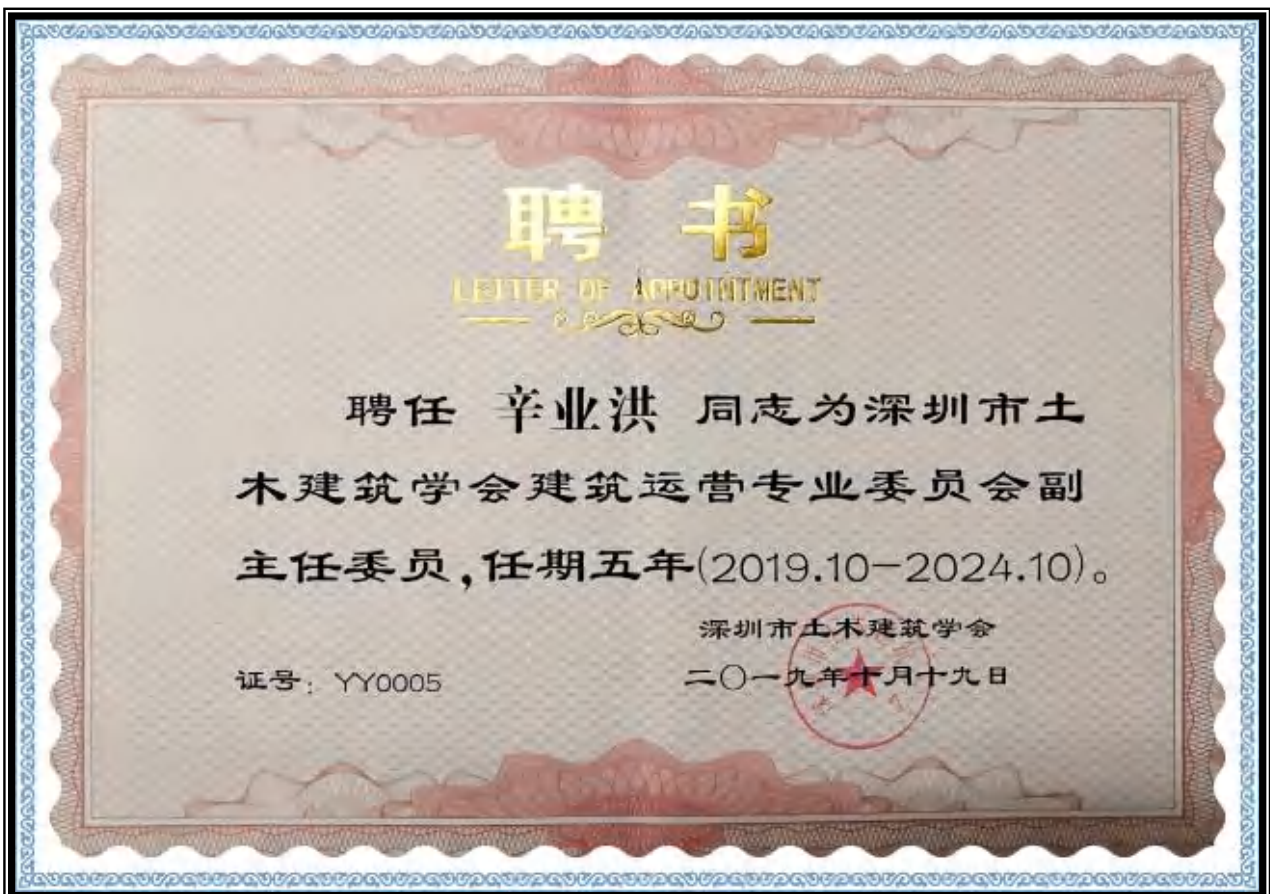 聘 书
LETTER OF APPOINTMENT
聘任 辛业洪 同志为深圳市土
木建筑学会建筑运营专业委员会副
主任委员,任期五年(2019.10-2024.10)。
深圳市土木建筑学会
证号: YY0005
二〇一九年十月十九日